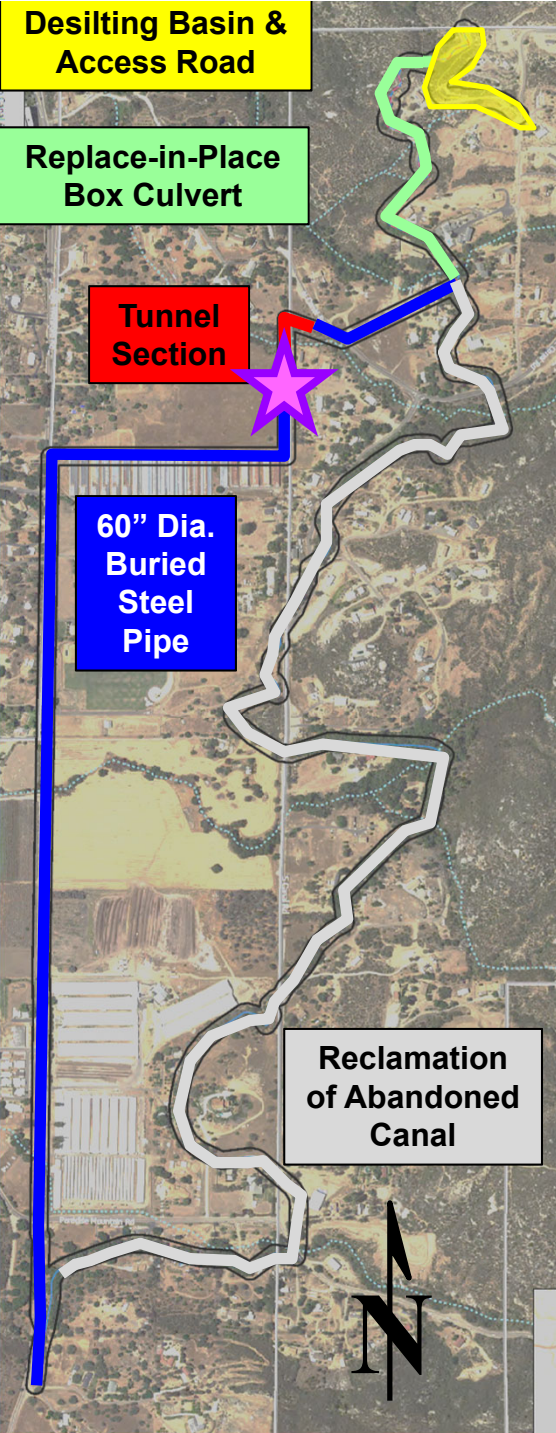 Desilting Basin &
Access Road
Replace-in-Place
Box Culvert
Tunnel
Section
60” Dia.
Buried
Steel
Pipe
Reclamation
of Abandoned
Canal
N